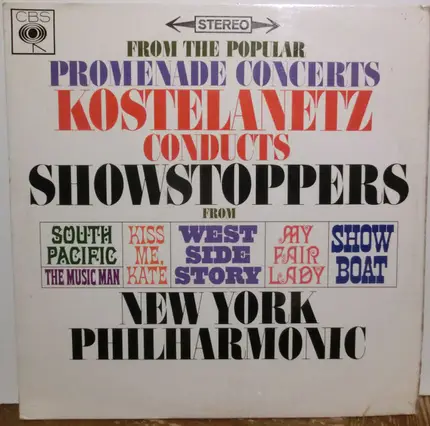 CBS
STEREO
FROM THE POPULAR
PROMENADE CONCERTS
KOSTELANETZ
CONDUCTS
SHOWSTOPPERS
FROM
SOUTH
PACIFIC
THE MUSIC MAN
KISS
ME,
KATE
WEST
SIDE
STORY
MY
FAIR
LADY
SHOW
BOAT
NEW YORK
PHILHARMONIC